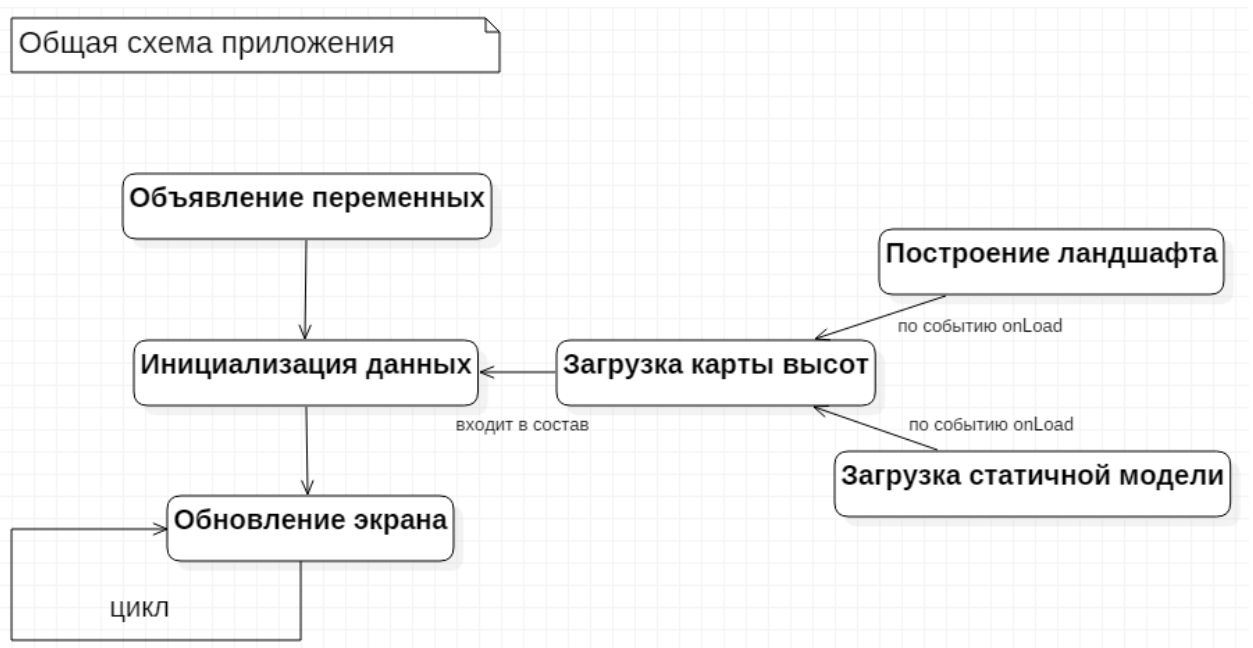 Общая схема приложения
Объявление переменных
Построение ландшафта
по событию onLoad
Инициализация данных
Загрузка карты высот
входит в состав
по событию onLoad
Загрузка статичной модели
Обновление экрана
цикл